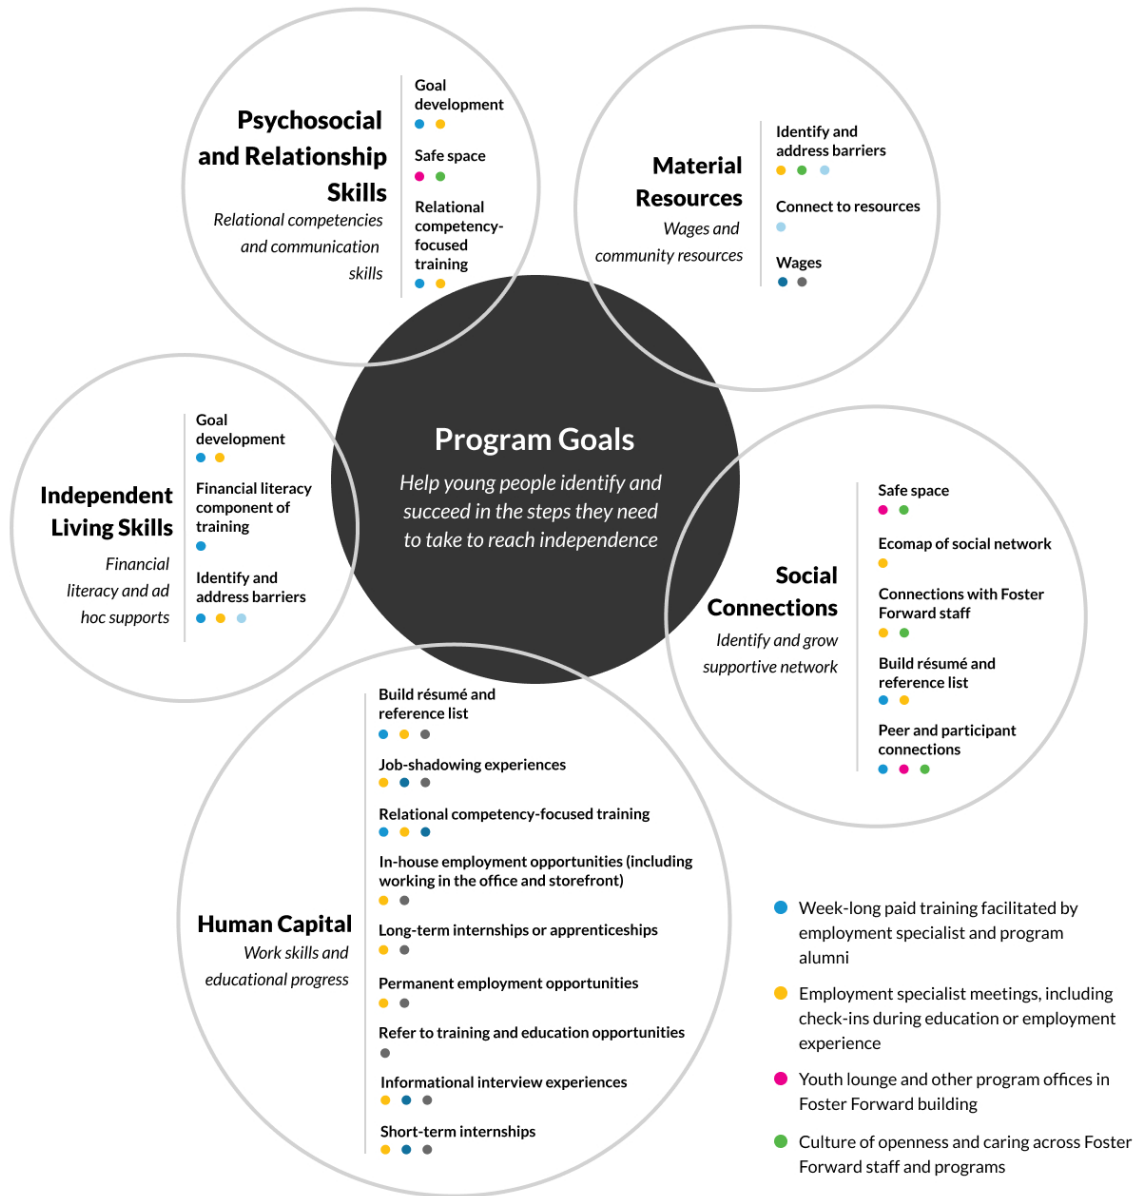 Psychosocial
and Relationship
Skills
Relational competencies
and communication
skills
Goal
development
Safe space
Relational
competency-
focused
training
Material
Resources
Wages and
community resources
Identify and
address barriers
Connect to resources
Wages
Program Goals
Help young people identify and
succeed in the steps they need
to take to reach independence
Independent
Living Skills
Financial
literacy and ad
hoc supports
Goal
development
Financial literacy
component of
training
Identify and
address barriers
Social
Connections
Identify and grow
supportive network
Safe space
Ecomap of social network
Connections with Foster
Forward staff
Build résumé and
reference list
Peer and participant
connections
Human Capital
Work skills and
educational progress
Build résumé and
reference list
Job-shadowing experiences
Relational competency-focused training
In-house employment opportunities (including
working in the office and storefront)
Long-term internships or apprenticeships
Permanent employment opportunities
Refer to training and education opportunities
Informational interview experiences
Short-term internships
Week-long paid training facilitated by
employment specialist and program
alumni
Employment specialist meetings, including
check-ins during education or employment
experience
Youth lounge and other program offices in
Foster Forward building
Culture of openness and caring across Foster
Forward staff and programs